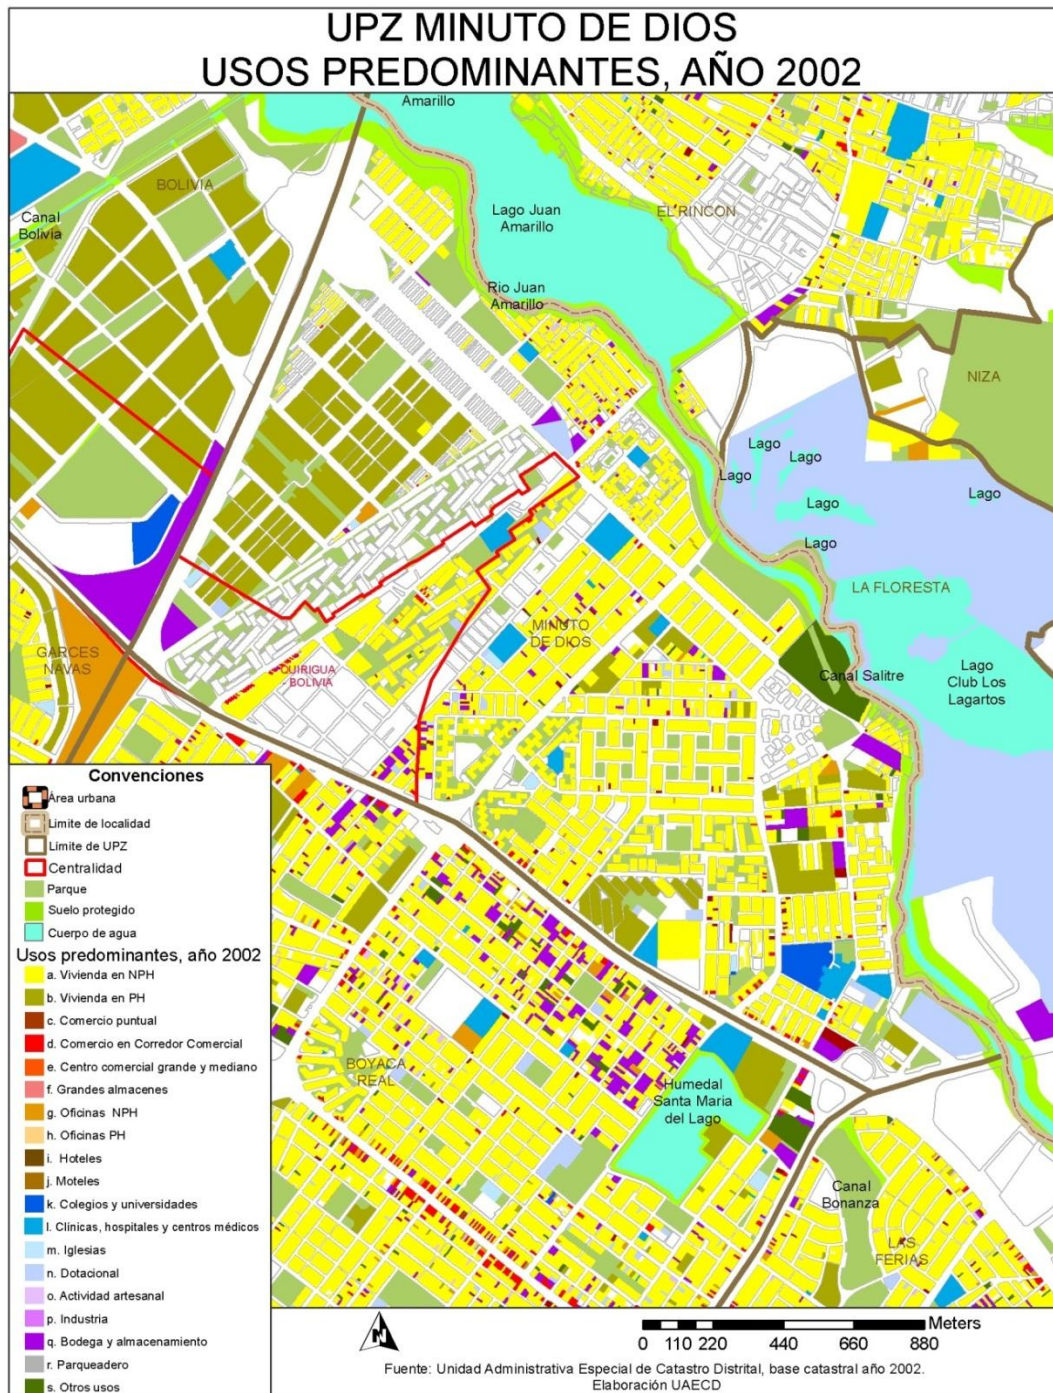 UPZ MINUTO DE DIOS
USOS PREDOMINANTES, AÑO 2002
Amarillo
BOLIVIA
Canal
Bolivia
Lago Juan
Amarillo
EL RINCON
Rio Juan
Amarillo
NIZA
Lago
Lago
Lago
Lago
Lago
Lago
LA FLORESTA
MINUTO
DE DIOS
GARCES
NAVAS
QUIRIGUA
- BOLIVIA
Canal Salitre
Lago
Club Los
Lagartos
Convenciones
Área urbana
Limite de localidad
Límite de UPZ
Centralidad
Parque
Suelo protegido
Cuerpo de agua
Usos predominantes, año 2002
a. Vivienda en NPH
b. Vivienda en PH
c. Comercio puntual
d. Comercio en Corredor Comercial
e. Centro comercial grande y mediano
f. Grandes almacenes
g. Oficinas NPH
h. Oficinas PH
i. Hoteles
j. Moteles
k. Colegios y universidades
l. Clínicas, hospitales y centros médicos
m. Iglesias
n. Dotacional
o. Actividad artesanal
p. Industria
q. Bodega y almacenamiento
r. Parqueadero
s. Otros usos
BOYACA
REAL
Humedal
Santa Maria
del Lago
Canal
Bonanza
LAS
FERIAS
N
Meters
0 110 220 440 660 880
Fuente: Unidad Administrativa Especial de Catastro Distrital, base catastral año 2002.
Elaboración UAECD